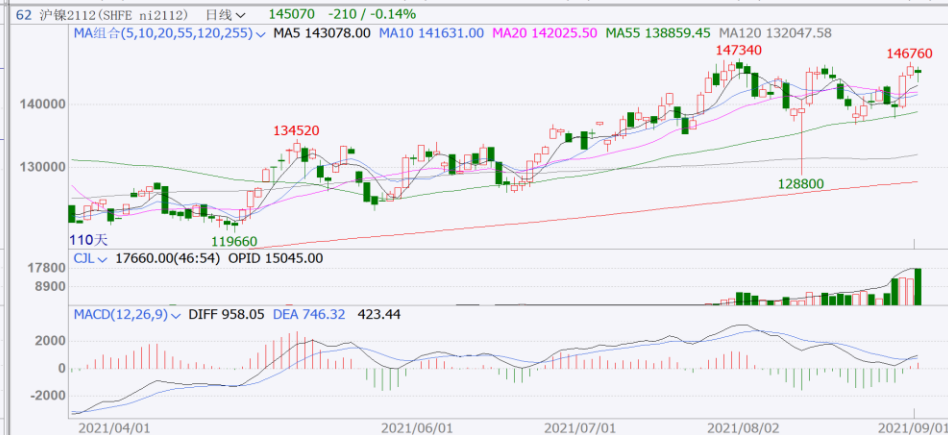 62 沪镍2112(SHFE ni2112) 日线 145070 -210 / -0.14%
MA组合(5,10,20,55,120,255) MA5 143078.00 MA10 141631.00 MA20 142025.50 MA55 138859.45 MA120 132047.58
147340
146760
140000
134520
130000
128800
119660
110天
CJL 17660.00(46:54) OPID 15045.00
17800
8900
MACD(12,26,9) DIFF 958.05 DEA 746.32 423.44
2000
0
-2000
2021/04/01 2021/06/01 2021/07/01 2021/08/02 2021/09/01